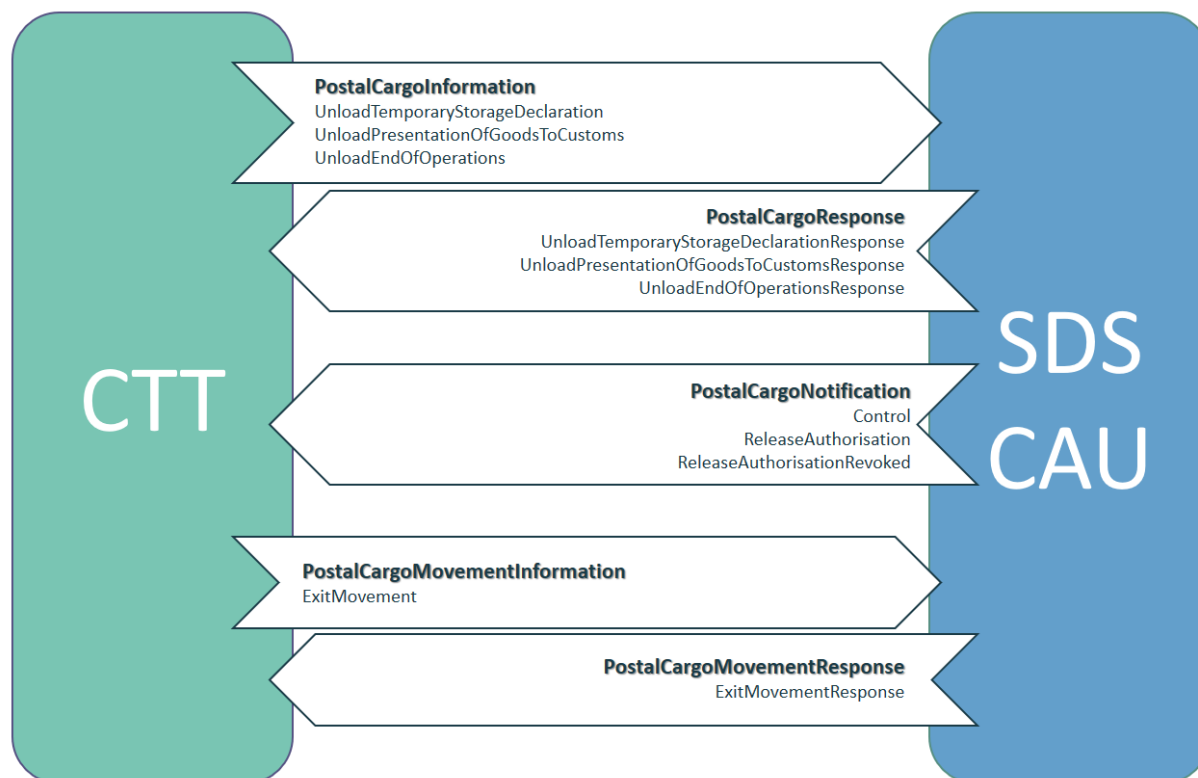 PostalCargoInformation
UnloadTemporaryStorageDeclaration
UnloadPresentationOfGoodsToCustoms
UnloadEndOfOperations
PostalCargoResponse
UnloadTemporaryStorageDeclarationResponse
UnloadPresentationOfGoodsToCustomsResponse
UnloadEndOfOperationsResponse
CTT
SDS
CAU
PostalCargoNotification
Control
ReleaseAuthorisation
ReleaseAuthorisationRevoked
PostalCargoMovementInformation
ExitMovement
PostalCargoMovementResponse
ExitMovementResponse